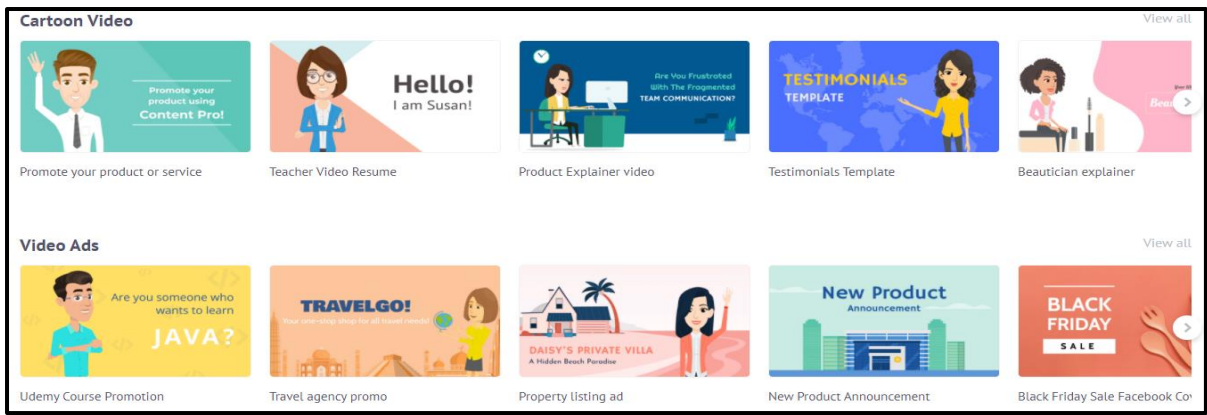 Cartoon Video
View all
Promote your
product using
Content Pro!
Hello!
I am Susan!
Are You Frustrated
With The Fragmented
TEAM COMMUNICATION?
TESTIMONIALS
TEMPLATE
Promote your product or service
Teacher Video Resume
Product Explainer video
Testimonials Template
Beautician explainer
Video Ads
View all
Are you someone who
wants to learn
JAVA?
TRAVELGO!
Your one-stop shop for all travel needs!
DAISY'S PRIVATE VILLA
A Hidden Beach Paradise
New Product
Announcement
BLACK
FRIDAY
SALE
Udemy Course Promotion
Travel agency promo
Property listing ad
New Product Announcement
Black Friday Sale Facebook